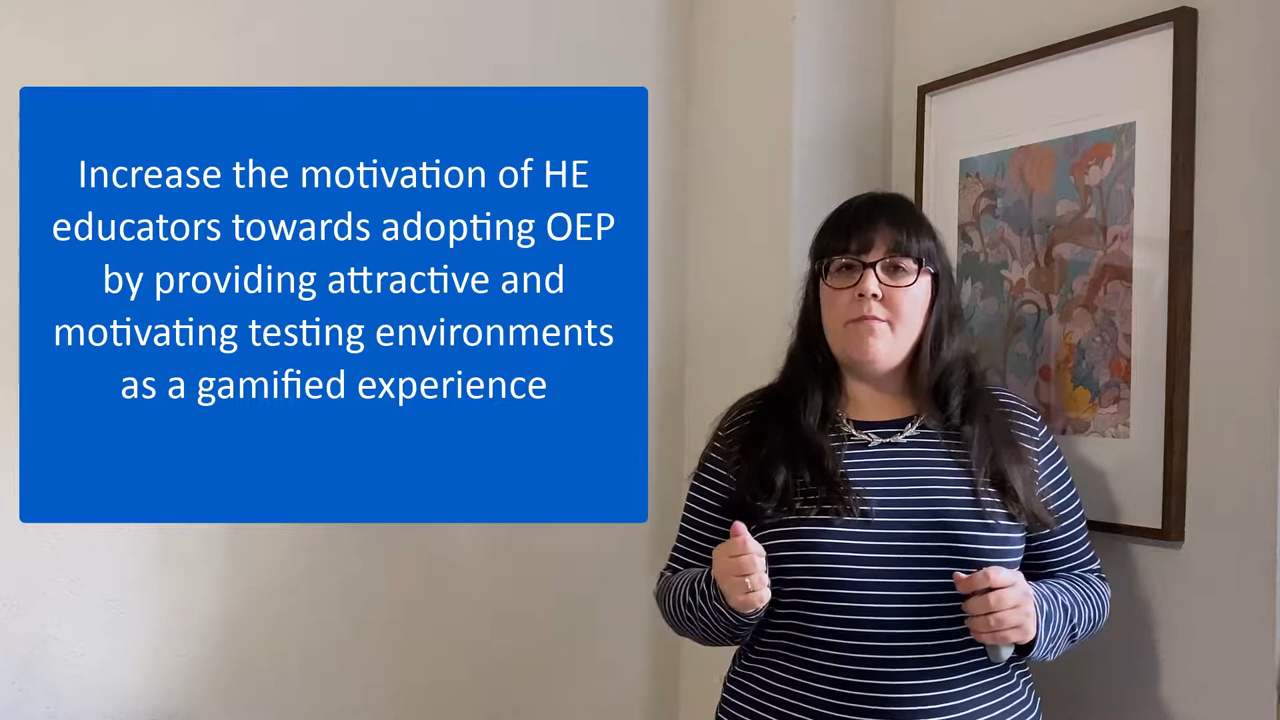 Increase the motivation of HE
educators towards adopting OEP
by providing attractive and
motivating testing environments
as a gamified experience